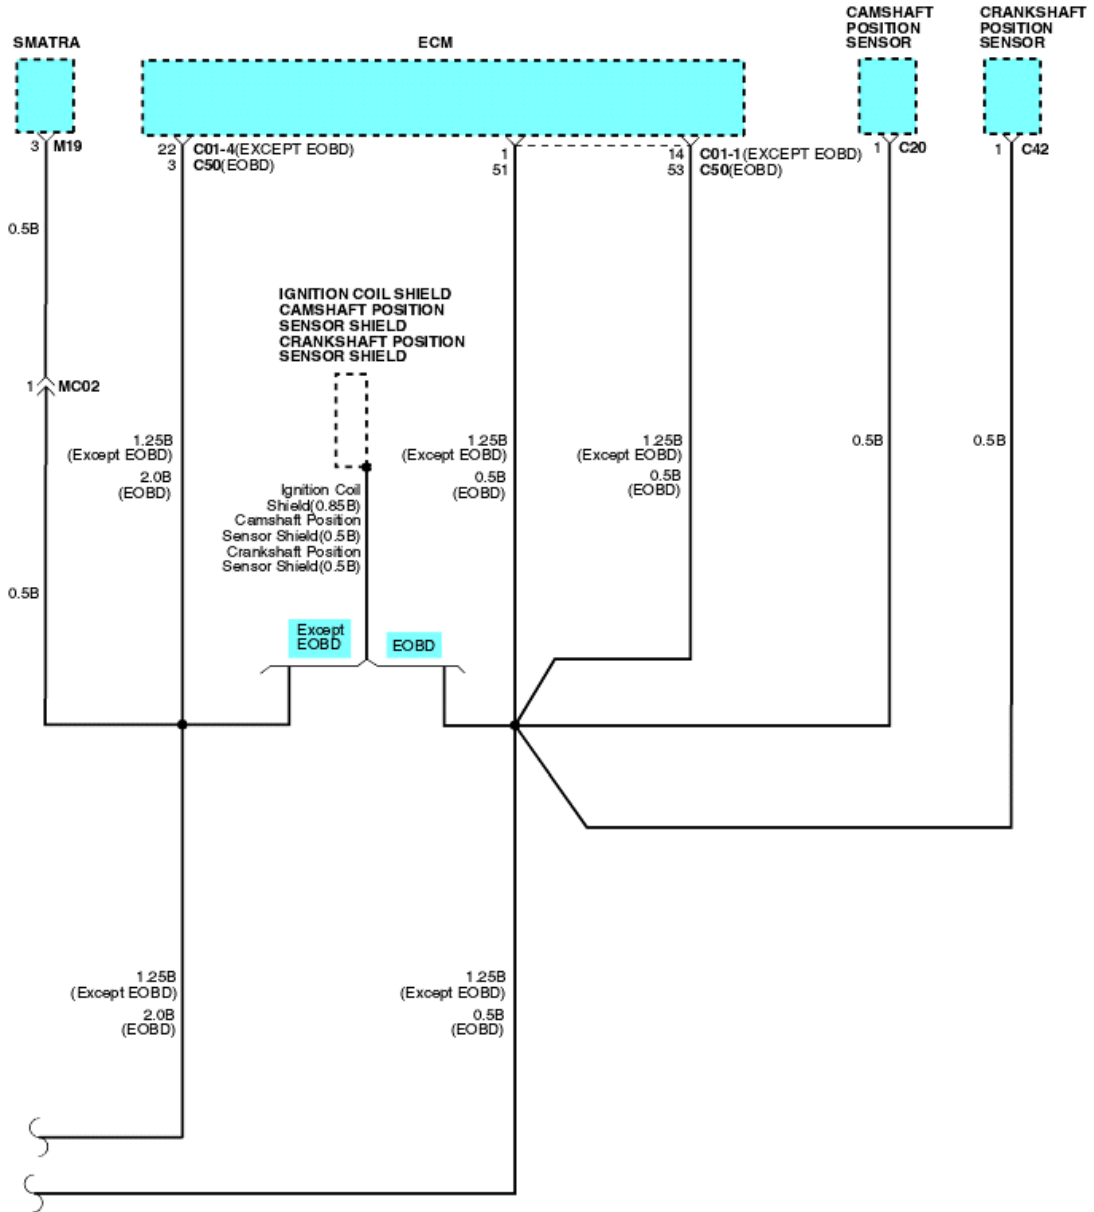 SMATRA
ECM
CAMSHAFT
POSITION
SENSOR
CRANKSHAFT
POSITION
SENSOR
3 M19
22 C01-4(EXCEPT EOBD)
3 C50(EOBD)
1
51
14 C01-1(EXCEPT EOBD)
53 C50(EOBD)
1 C20
1 C42
0.5B
IGNITION COIL SHIELD
CAMSHAFT POSITION
SENSOR SHIELD
CRANKSHAFT POSITION
SENSOR SHIELD
1 MC02
1.25B
(Except EOBD)
2.0B
(EOBD)
1.25B
(Except EOBD)
0.5B
(EOBD)
1.25B
(Except EOBD)
0.5B
(EOBD)
0.5B
0.5B
Ignition Coil
Shield(0.85B)
Camshaft Position
Sensor Shield(0.5B)
Crankshaft Position
Sensor Shield(0.5B)
0.5B
Except
EOBD
EOBD
1.25B
(Except EOBD)
2.0B
(EOBD)
1.25B
(Except EOBD)
0.5B
(EOBD)